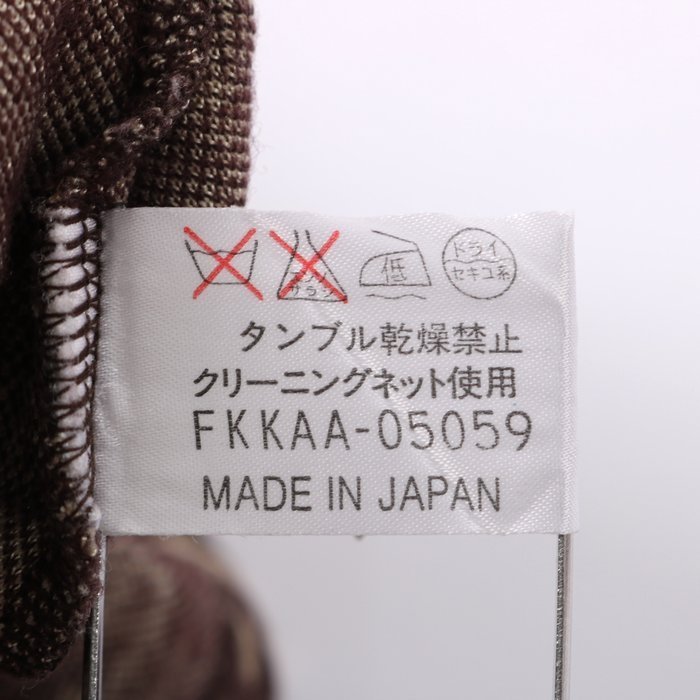 低 ドライ
セキユ系
タンブル乾燥禁止
クリーニングネット使用
FKKAA-05059
MADE IN JAPAN